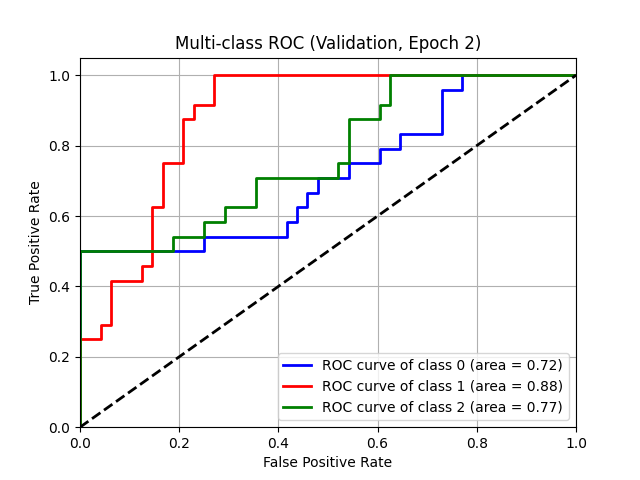 Multi-class ROC (Validation, Epoch 2)
1.0
0.8
0.6
0.4
0.2
0.0
True Positive Rate
ROC curve of class 0 (area = 0.72)
ROC curve of class 1 (area = 0.88)
ROC curve of class 2 (area = 0.77)
0.0 0.2 0.4 0.6 0.8 1.0
False Positive Rate